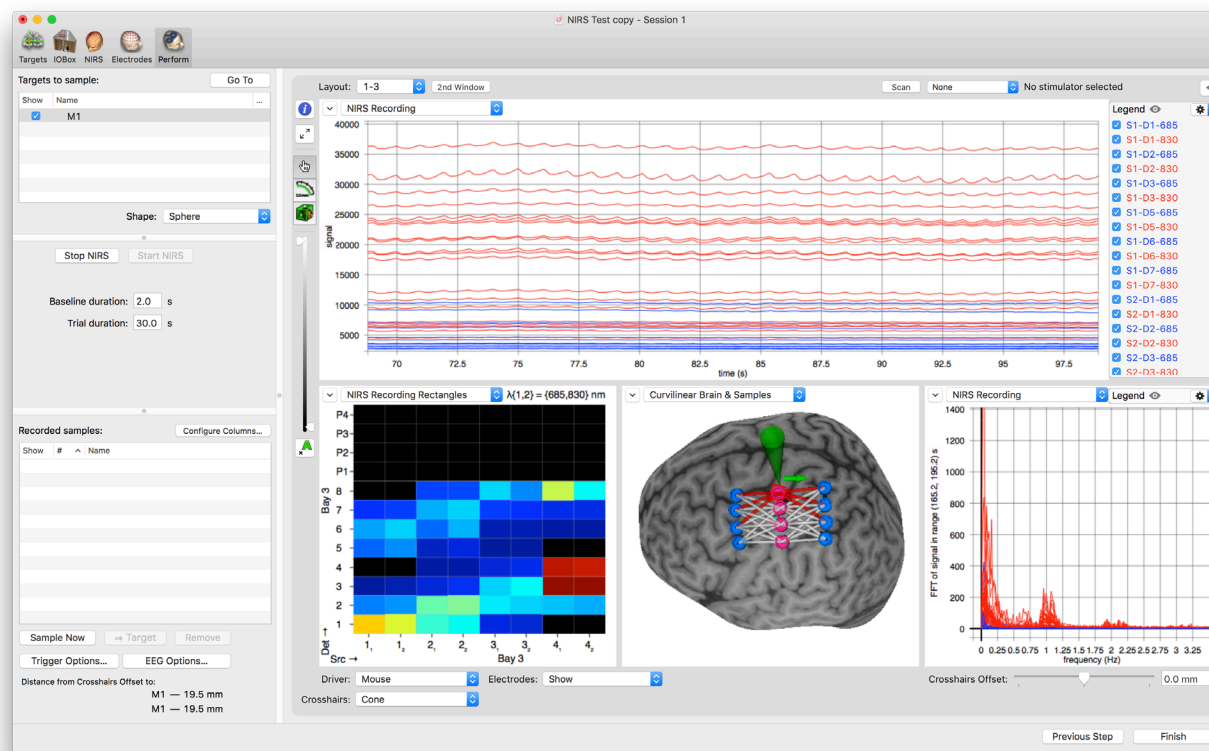 NIRS Test copy - Session 1
Targets IOBox NIRS Electrodes Perform
Targets to sample: Go To
Show Name ...
M1
Shape: Sphere
Stop NIRS Start NIRS
Baseline duration: 2.0 s
Trial duration: 30.0 s
Recorded samples: Configure Columns...
Show # Name
Sample Now ⇒ Target Remove
Trigger Options... EEG Options...
Distance from Crosshairs Offset to:
M1 — 19.5 mm
M1 — 19.5 mm
Layout: 1-3 2nd Window Scan None No stimulator selected
NIRS Recording
signal
40000
35000
30000
25000
20000
15000
10000
5000
70 72.5 75 77.5 80 82.5 85 87.5 90 92.5 95 97.5
time (s)
Legend
S1-D1-685
S1-D1-830
S1-D2-685
S1-D2-830
S1-D3-685
S1-D3-830
S1-D5-685
S1-D5-830
S1-D6-685
S1-D6-830
S1-D7-685
S1-D7-830
S2-D1-685
S2-D1-830
S2-D2-685
S2-D2-830
S2-D3-685
S2-D3-830
NIRS Recording Rectangles λ{1,2} = {685,830} nm
P4
P3
P2
P1
8
7
6
5
4
3
2
1
Bay 3
Det →
1₁ 1₂ 2₁ 2₂ 3₁ 3₂ 4₁ 4₂
Src → Bay 3
Curvilinear Brain & Samples
NIRS Recording Legend
FFT of signal in range (165.2, 195.2) s
1400
1200
1000
800
600
400
200
0
0 0.25 0.5 0.75 1 1.25 1.5 1.75 2 2.25 2.5 2.75 3 3.25
frequency (Hz)
Driver: Mouse Electrodes: Show
Crosshairs: Cone
Crosshairs Offset: 0.0 mm
Previous Step Finish